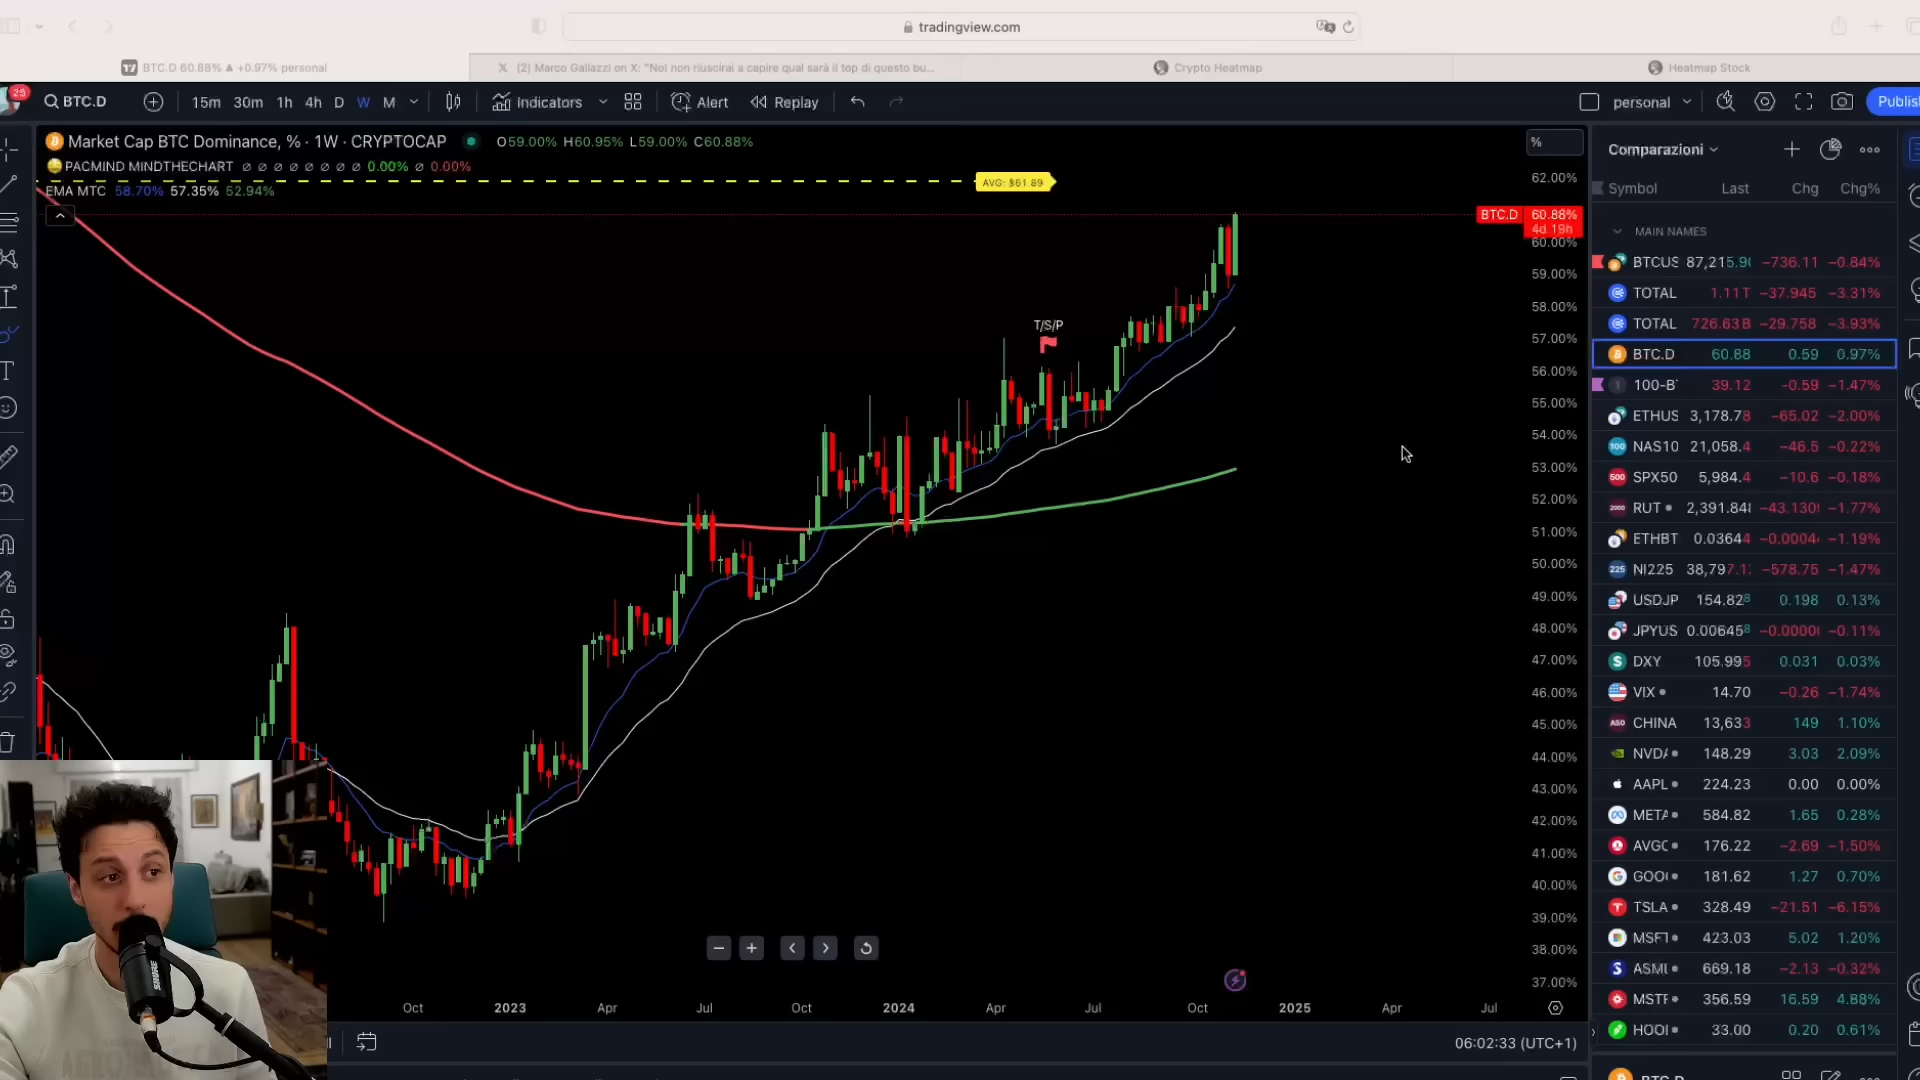 tradingview.com
BTC.D 60.88% ▲ +0.97% personal
(2) Marco Gallazzi on X: "NoI non riuscirai a capire qual sarà il top di questo bu...
Crypto Heatmap
Heatmap Stock
25
BTC.D
15m 30m 1h 4h D W M
Indicators
Alert
Replay
personal
Publis
Market Cap BTC Dominance, % · 1W · CRYPTOCAP
O59.00% H60.95% L59.00% C60.88%
PACMIND MINDTHECHART ∅ ∅ ∅ ∅ ∅ ∅ ∅ ∅ 0.00% ∅ 0.00%
EMA MTC 58.70% 57.35% 52.94%
AVG: $61.89
T/S/P
%
62.00%
BTC.D 60.88%
4d 19h
60.00%
59.00%
58.00%
57.00%
56.00%
55.00%
54.00%
53.00%
52.00%
51.00%
50.00%
49.00%
48.00%
47.00%
46.00%
45.00%
44.00%
43.00%
42.00%
41.00%
40.00%
39.00%
38.00%
37.00%
Oct 2023 Apr Jul Oct 2024 Apr Jul Oct 2025 Apr Jul
06:02:33 (UTC+1)
SHURE
Comparazioni
Symbol Last Chg Chg%
MAIN NAMES
BTCUS 87,215.9 −736.11 −0.84%
TOTAL 1.11T −37.945 −3.31%
TOTAL 726.63B −29.758 −3.93%
BTC.D 60.88 0.59 0.97%
100-B 39.12 −0.59 −1.47%
ETHUS 3,178.78 −65.02 −2.00%
NAS10 21,058.4 −46.5 −0.22%
SPX50 5,984.4 −10.6 −0.18%
RUT 2,391.84 −43.130 −1.77%
ETHBT 0.03644 −0.0004 −1.19%
NI225 38,797.1 −578.75 −1.47%
USDJP 154.828 0.198 0.13%
JPYUS 0.006458 −0.0000 −0.11%
DXY 105.995 0.031 0.03%
VIX 14.70 −0.26 −1.74%
CHINA 13,633 149 1.10%
NVD 148.29 3.03 2.09%
AAPL 224.23 0.00 0.00%
META 584.82 1.65 0.28%
AVGO 176.22 −2.69 −1.50%
GOO 181.62 1.27 0.70%
TSLA 328.49 −21.51 −6.15%
MSFT 423.03 5.02 1.20%
ASML 669.18 −2.13 −0.32%
MSTR 356.59 16.59 4.88%
HOO 33.00 0.20 0.61%